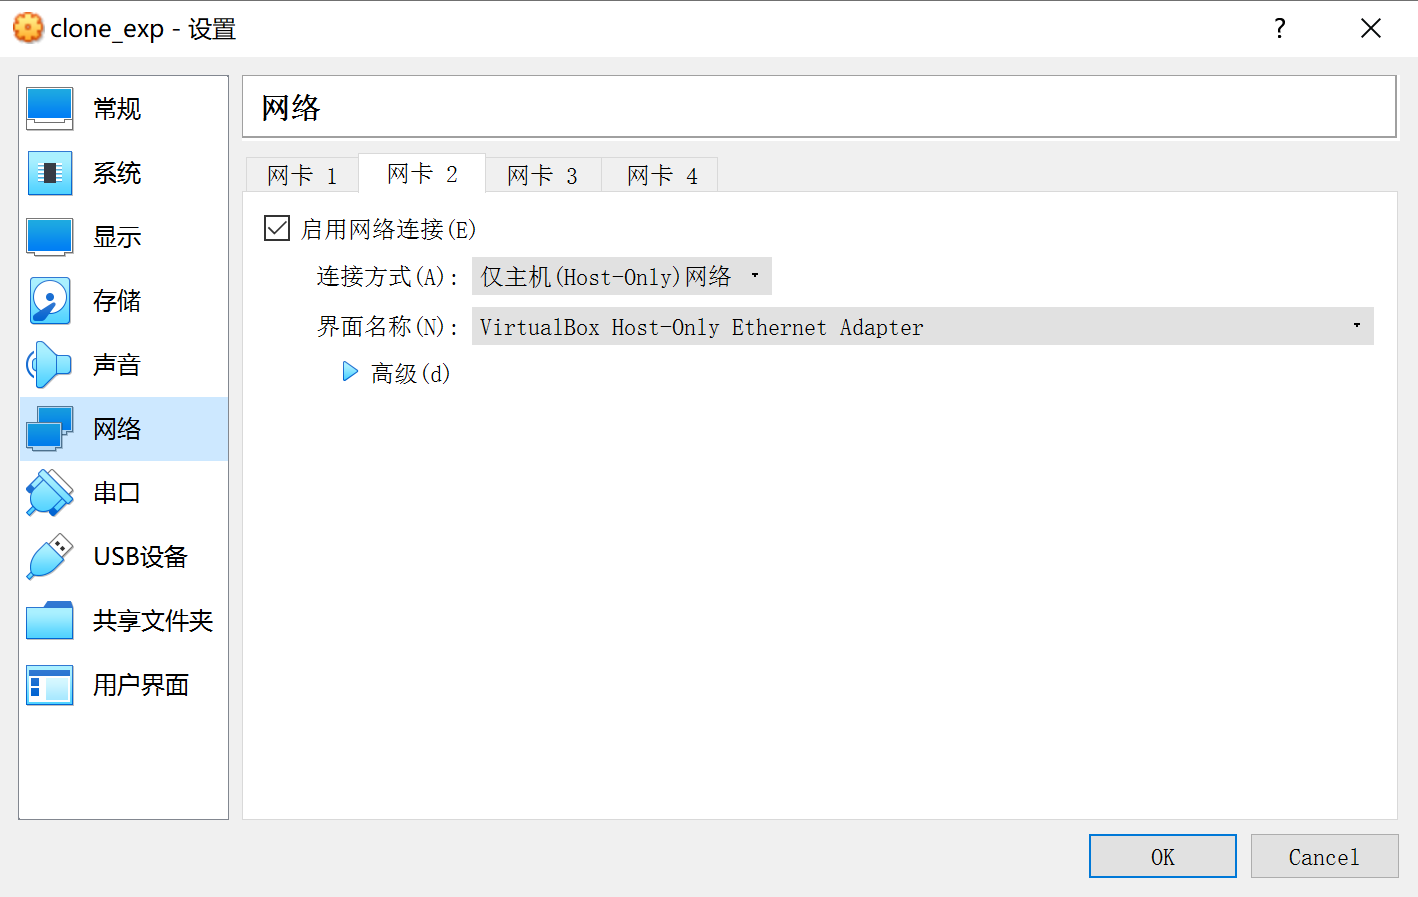 clone_exp - 设置
?
常规
系统
显示
存储
声音
网络
串口
USB设备
共享文件夹
用户界面
网络
网卡 1 网卡 2 网卡 3 网卡 4
启用网络连接(E)
连接方式(A): 仅主机(Host-Only)网络
界面名称(N): VirtualBox Host-Only Ethernet Adapter
高级(d)
OK Cancel